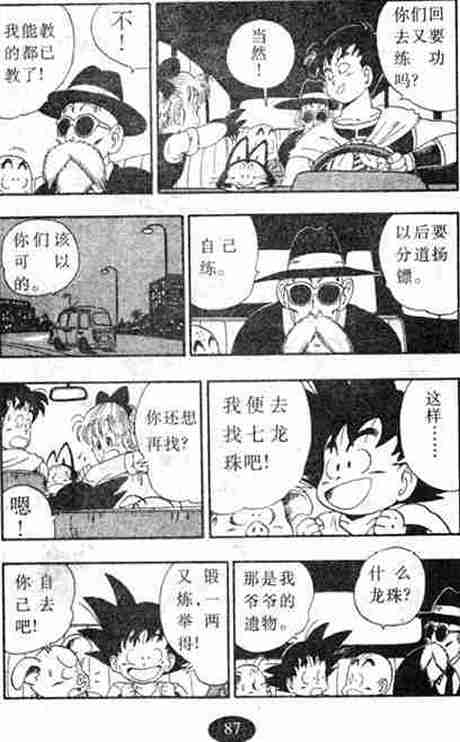 你们回
去又要
练功
吗?
当
然
!
不
!
我能教
的都已
教了!
以后要
分道扬
镖。
自己
练。
你们该
可以
的。
这
样
……
我便去
找七龙
珠吧!
你还想
再找?
嗯!
什么
龙珠?
那是我
爷爷的
遗物。
又锻
炼,一
举两
得!
你自
己去
吧!
87